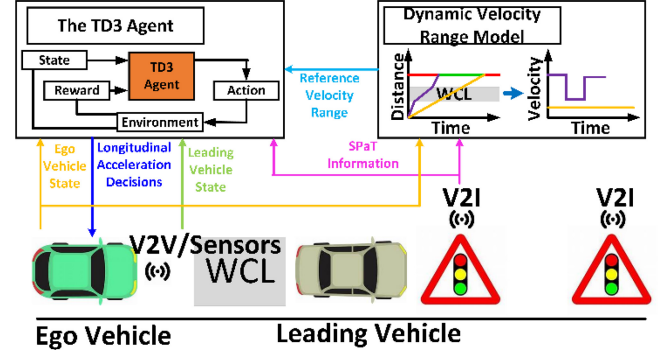 The TD3 Agent
State
TD3
Agent
Reward
Action
Environment
Reference
Velocity
Range
Dynamic Velocity
Range Model
Distance
WCL
Time
Velocity
Time
Ego
Vehicle
State
Longitudinal
Acceleration
Decisions
Leading
Vehicle
State
SPaT
Information
V2I
V2I
V2V/Sensors
WCL
Ego Vehicle
Leading Vehicle